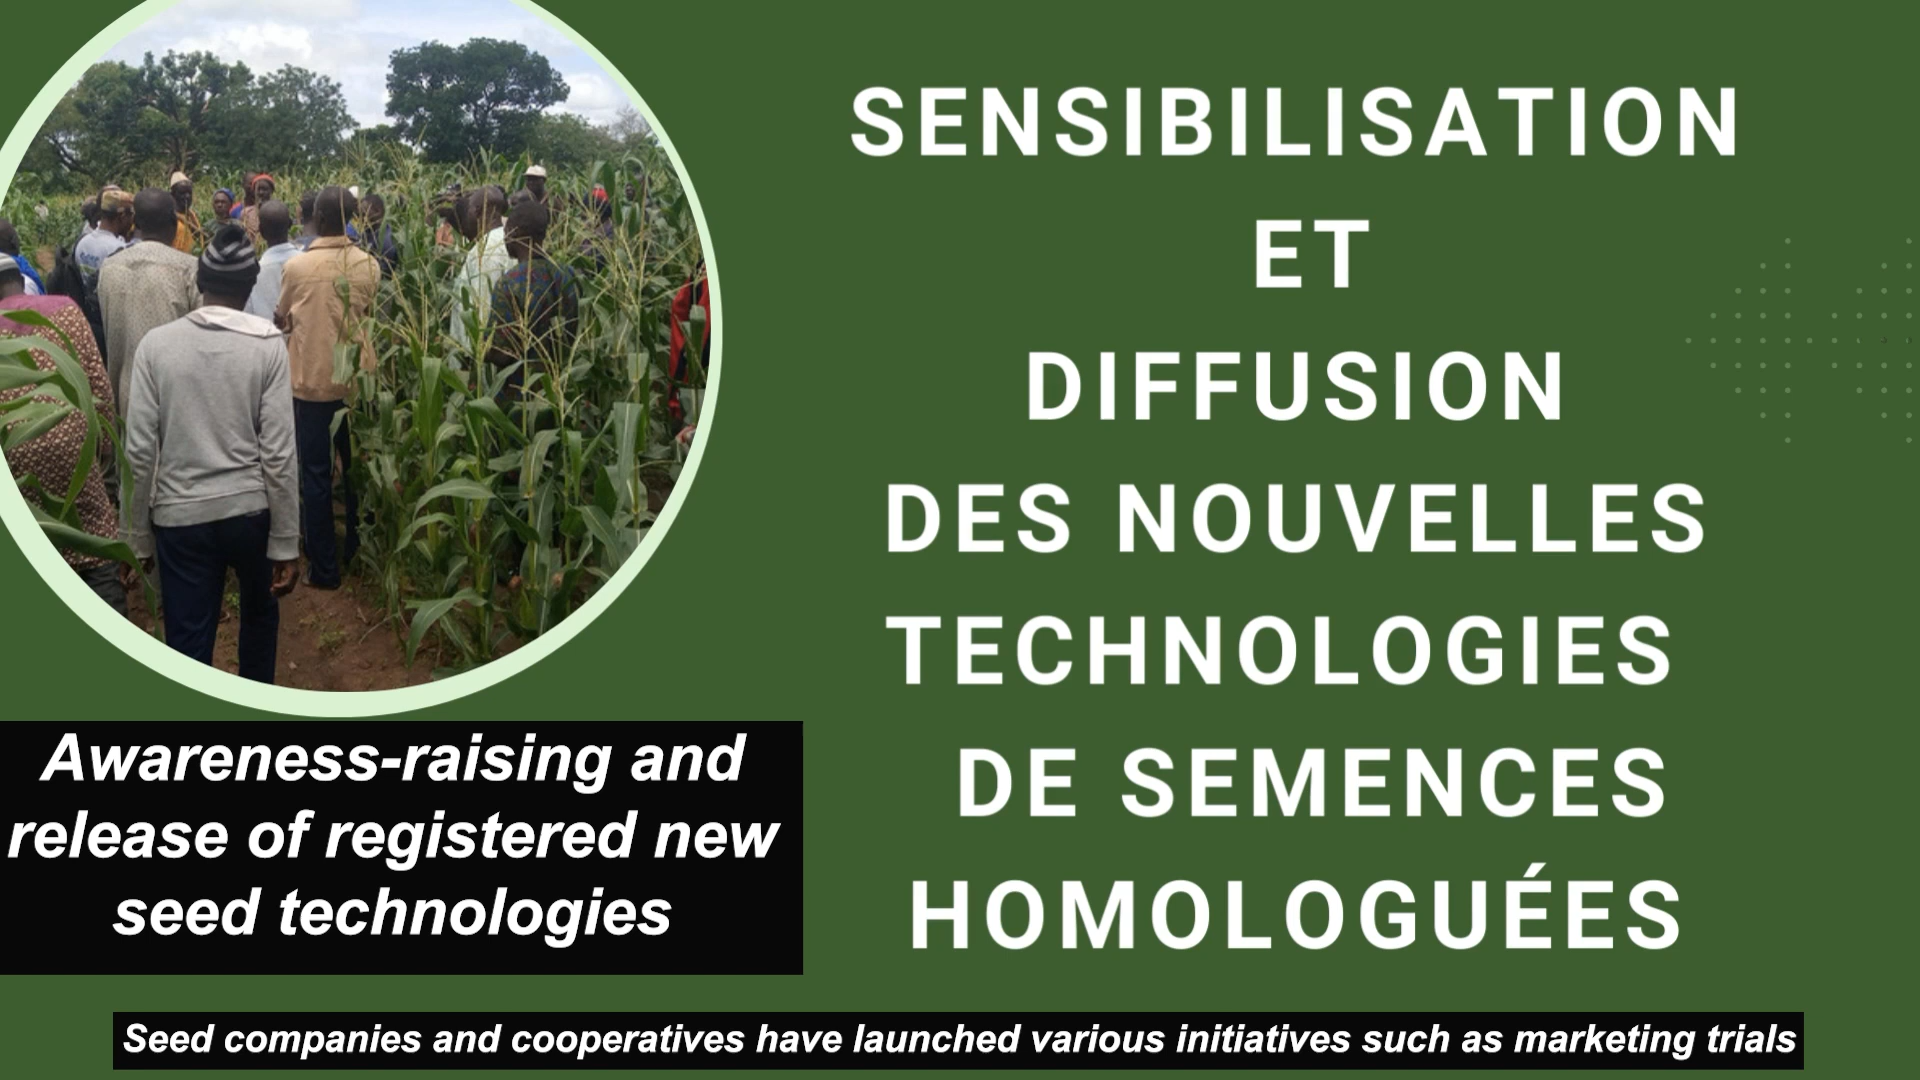 SENSIBILISATION
ET
DIFFUSION
DES NOUVELLES
TECHNOLOGIES
DE SEMENCES
HOMOLOGUÉES
Awareness-raising and
release of registered new
seed technologies
Seed companies and cooperatives have launched various initiatives such as marketing trials